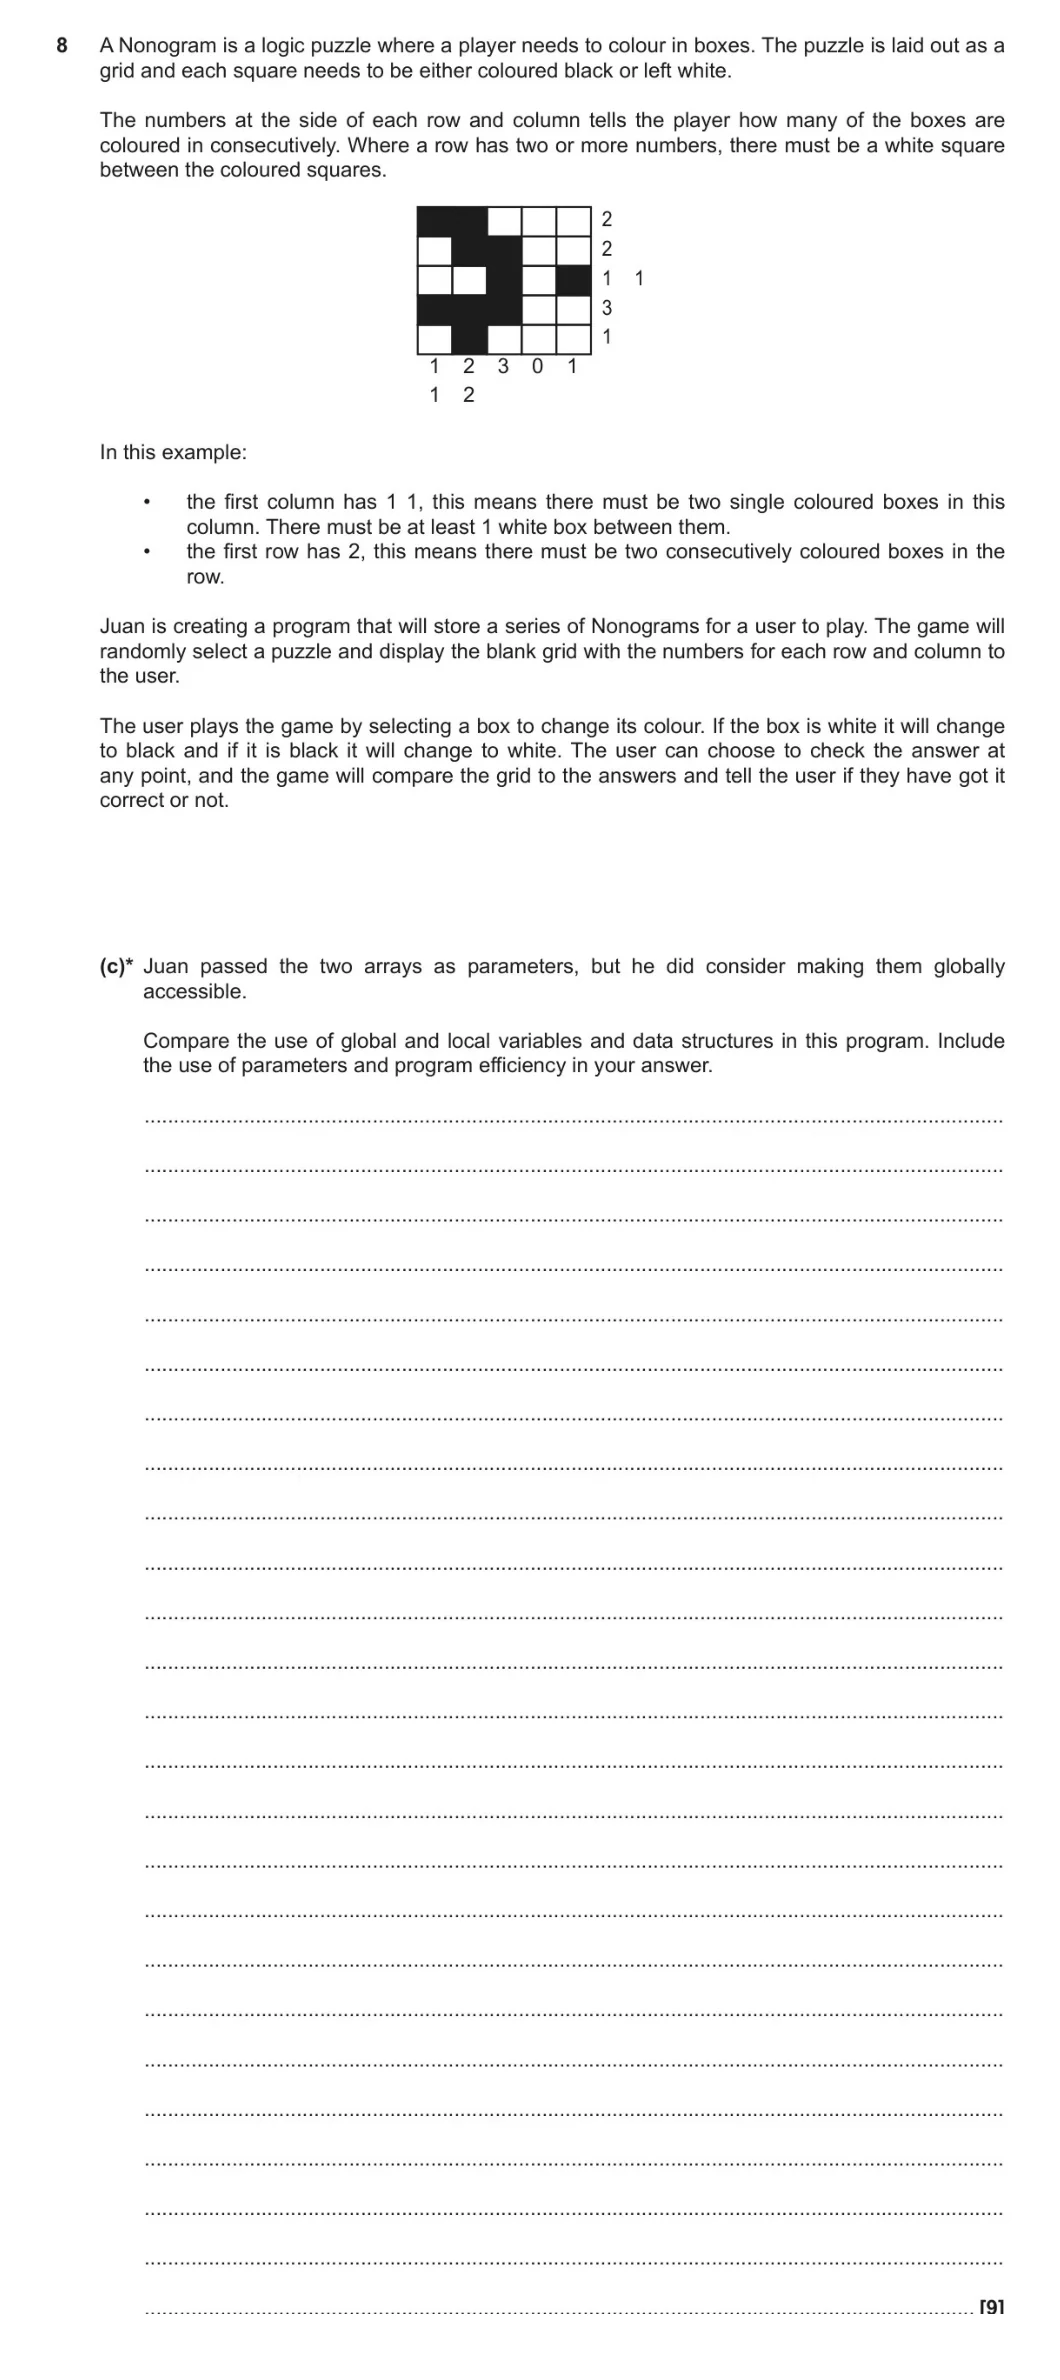 8 A Nonogram is a logic puzzle where a player needs to colour in boxes. The puzzle is laid out as a
grid and each square needs to be either coloured black or left white.
The numbers at the side of each row and column tells the player how many of the boxes are
coloured in consecutively. Where a row has two or more numbers, there must be a white square
between the coloured squares.
2
2
1 1
3
1
1 2 3 0 1
1 2
In this example:
• the first column has 1 1, this means there must be two single coloured boxes in this
column. There must be at least 1 white box between them.
• the first row has 2, this means there must be two consecutively coloured boxes in the
row.
Juan is creating a program that will store a series of Nonograms for a user to play. The game will
randomly select a puzzle and display the blank grid with the numbers for each row and column to
the user.
The user plays the game by selecting a box to change its colour. If the box is white it will change
to black and if it is black it will change to white. The user can choose to check the answer at
any point, and the game will compare the grid to the answers and tell the user if they have got it
correct or not.
(c)* Juan passed the two arrays as parameters, but he did consider making them globally
accessible.
Compare the use of global and local variables and data structures in this program. Include
the use of parameters and program efficiency in your answer.
[9]